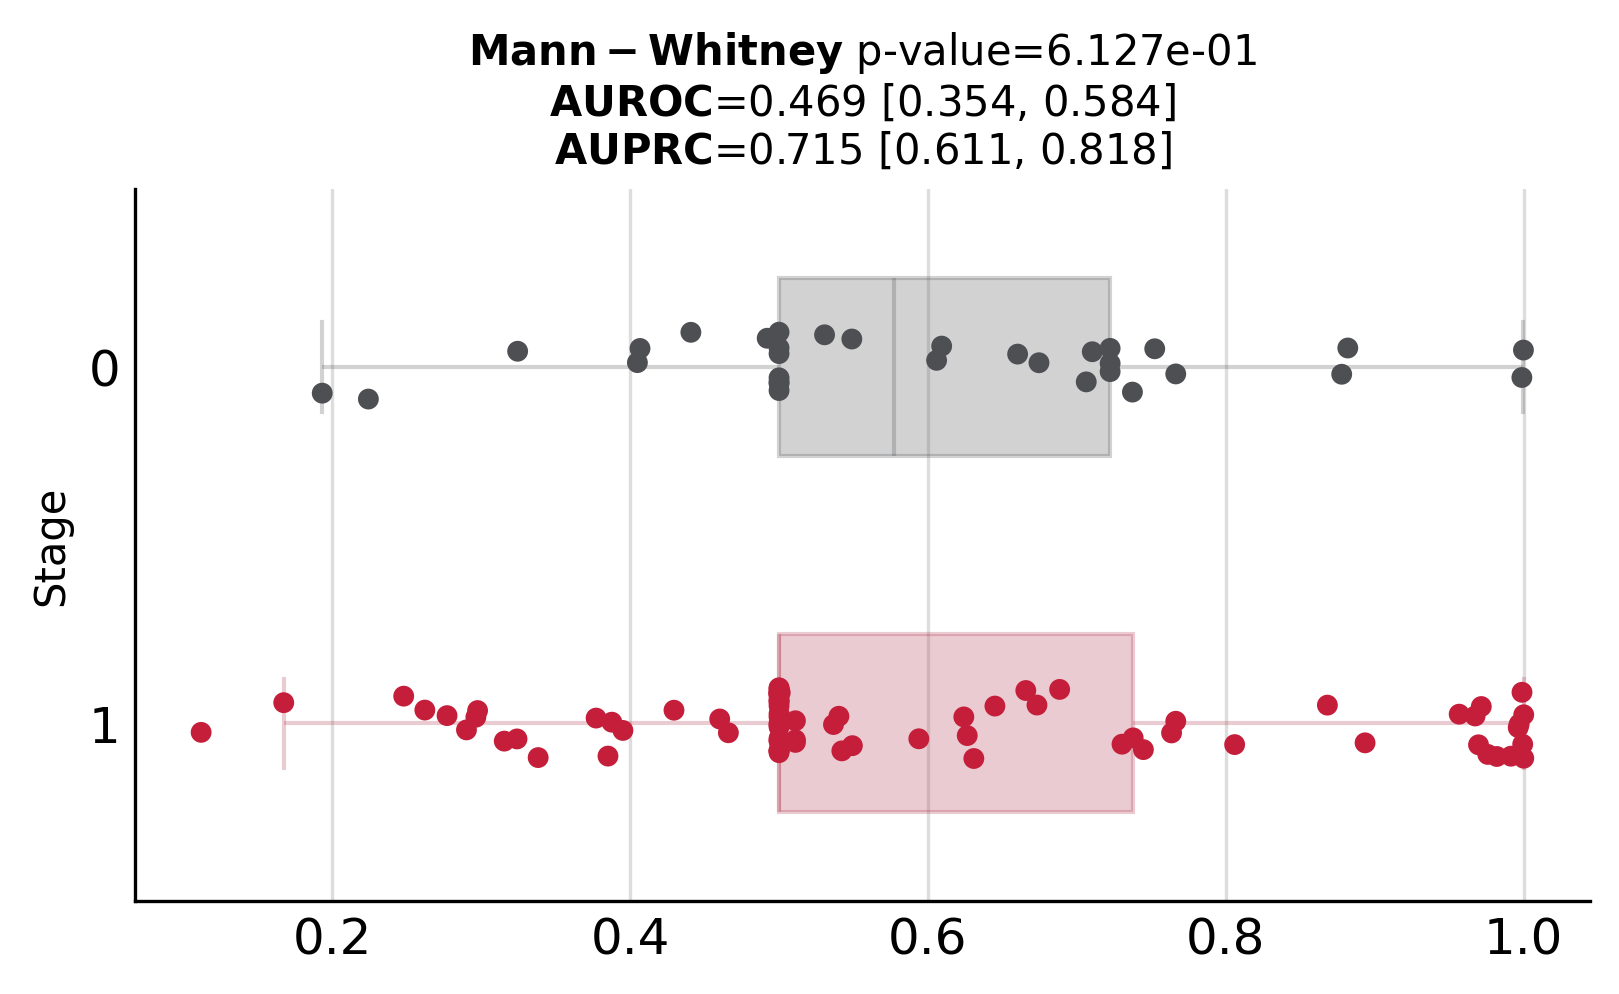 Mann − Whitney p-value=6.127e-01
AUROC=0.469 [0.354, 0.584]
AUPRC=0.715 [0.611, 0.818]
0
Stage
1
0.2 0.4 0.6 0.8 1.0